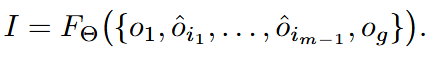 I = F_Θ({o_1, ô_{i_1}, . . . , ô_{i_{m−1}}, o_g}).